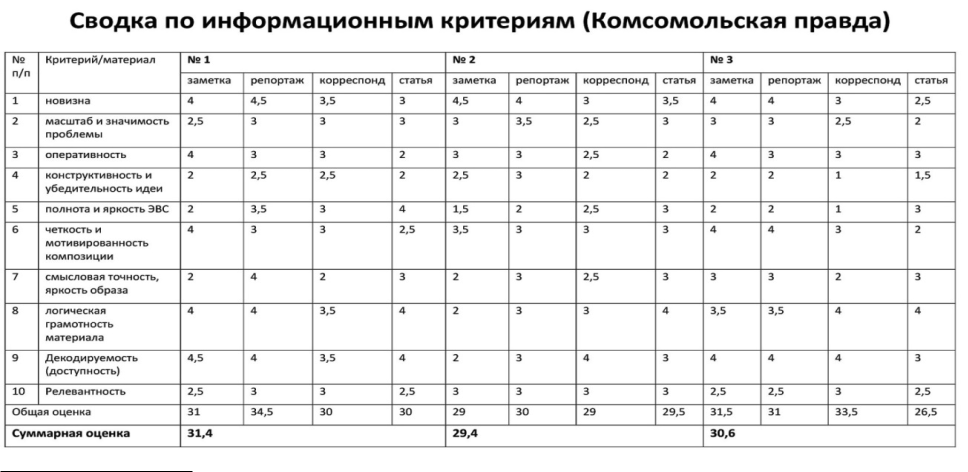 Сводка по информационным критериям (Комсомольская правда)
№ п/п Критерий/материал № 1 № 2 № 3
заметка репортаж корреспонд статья заметка репортаж корреспонд статья заметка репортаж корреспонд статья
1 новизна 4 4,5 3,5 3 4,5 4 3 3,5 4 4 3 2,5
2 масштаб и значимость проблемы 2,5 3 3 3 3 3,5 2,5 3 3 3 2,5 2
3 оперативность 4 3 3 2 3 3 2,5 2 4 3 3 3
4 конструктивность и убедительность идеи 2 2,5 2,5 2 2,5 3 2 2 2 2 1 1,5
5 полнота и яркость ЭВС 2 3,5 3 4 1,5 2 2,5 3 2 2 1 3
6 четкость и мотивированность композиции 4 3 3 2,5 3,5 3 3 3 4 4 3 2
7 смысловая точность, яркость образа 2 4 2 3 2 3 2,5 3 3 3 2 3
8 логическая грамотность материала 4 4 3,5 4 2 3 3 4 3,5 3,5 4 4
9 Декодируемость (доступность) 4,5 4 3,5 4 2 3 4 3 4 4 4 3
10 Релевантность 2,5 3 3 2,5 3 3 3 3 2,5 2,5 3 2,5
Общая оценка 31 34,5 30 30 29 30 29 29,5 31,5 31 33,5 26,5
Суммарная оценка 31,4 29,4 30,6